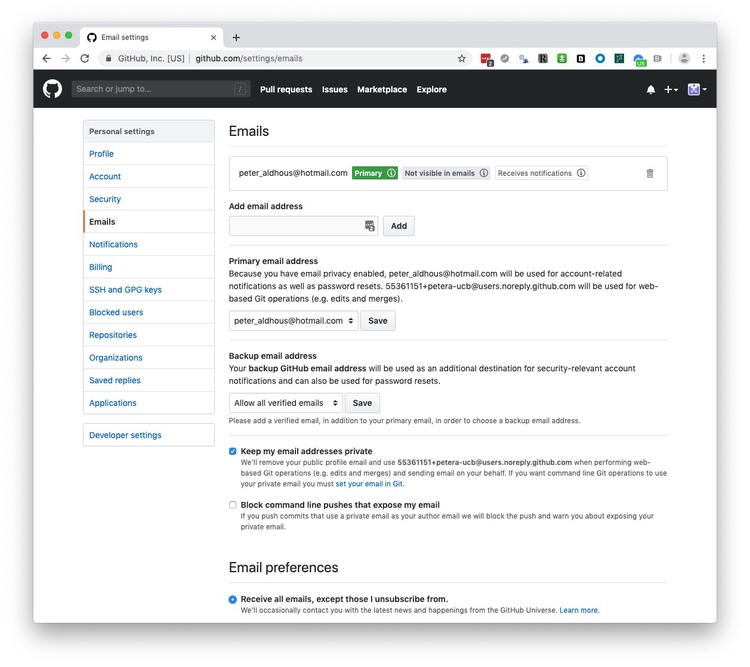 Email settings
GitHub, Inc. [US] | github.com/settings/emails
2
US
Search or jump to... /
Pull requests Issues Marketplace Explore
Personal settings
Profile
Account
Security
Emails
Notifications
Billing
SSH and GPG keys
Blocked users
Repositories
Organizations
Saved replies
Applications
Developer settings
Emails
peter_aldhous@hotmail.com Primary Not visible in emails Receives notifications
Add email address
Add
Primary email address
Because you have email privacy enabled, peter_aldhous@hotmail.com will be used for account-related
notifications as well as password resets. 55361151+petera-ucb@users.noreply.github.com will be used for web-
based Git operations (e.g. edits and merges).
peter_aldhous@hotmail.com Save
Backup email address
Your backup GitHub email address will be used as an additional destination for security-relevant account
notifications and can also be used for password resets.
Allow all verified emails Save
Please add a verified email, in addition to your primary email, in order to choose a backup email address.
Keep my email addresses private
We'll remove your public profile email and use 55361151+petera-ucb@users.noreply.github.com when performing web-
based Git operations (e.g. edits and merges) and sending email on your behalf. If you want command line Git operations to use
your private email you must set your email in Git.
Block command line pushes that expose my email
If you push commits that use a private email as your author email we will block the push and warn you about exposing your
private email.
Email preferences
Receive all emails, except those I unsubscribe from.
We'll occasionally contact you with the latest news and happenings from the GitHub Universe. Learn more.